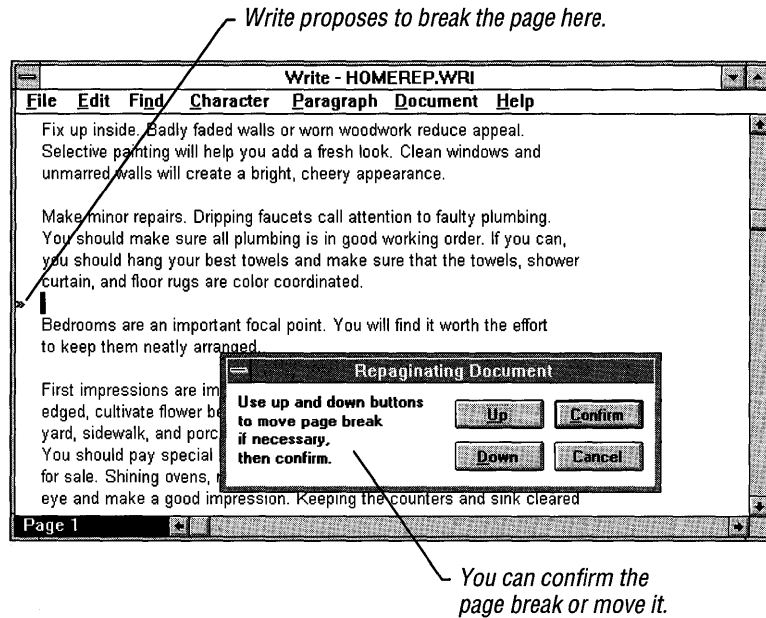 Write proposes to break the page here.
Write - HOMEREP.WRI
File Edit Find Character Paragraph Document Help
Fix up inside. Badly faded walls or worn woodwork reduce appeal.
Selective painting will help you add a fresh look. Clean windows and
unmarred walls will create a bright, cheery appearance.
Make minor repairs. Dripping faucets call attention to faulty plumbing.
You should make sure all plumbing is in good working order. If you can,
you should hang your best towels and make sure that the towels, shower
curtain, and floor rugs are color coordinated.
»
Bedrooms are an important focal point. You will find it worth the effort
to keep them neatly arranged.
First impressions are im
edged, cultivate flower be
yard, sidewalk, and porc
You should pay special
for sale. Shining ovens,
eye and make a good impression. Keeping the counters and sink cleared
Repaginating Document
Use up and down buttons
to move page break
if necessary,
then confirm.
Up Confirm
Down Cancel
Page 1
You can confirm the
page break or move it.